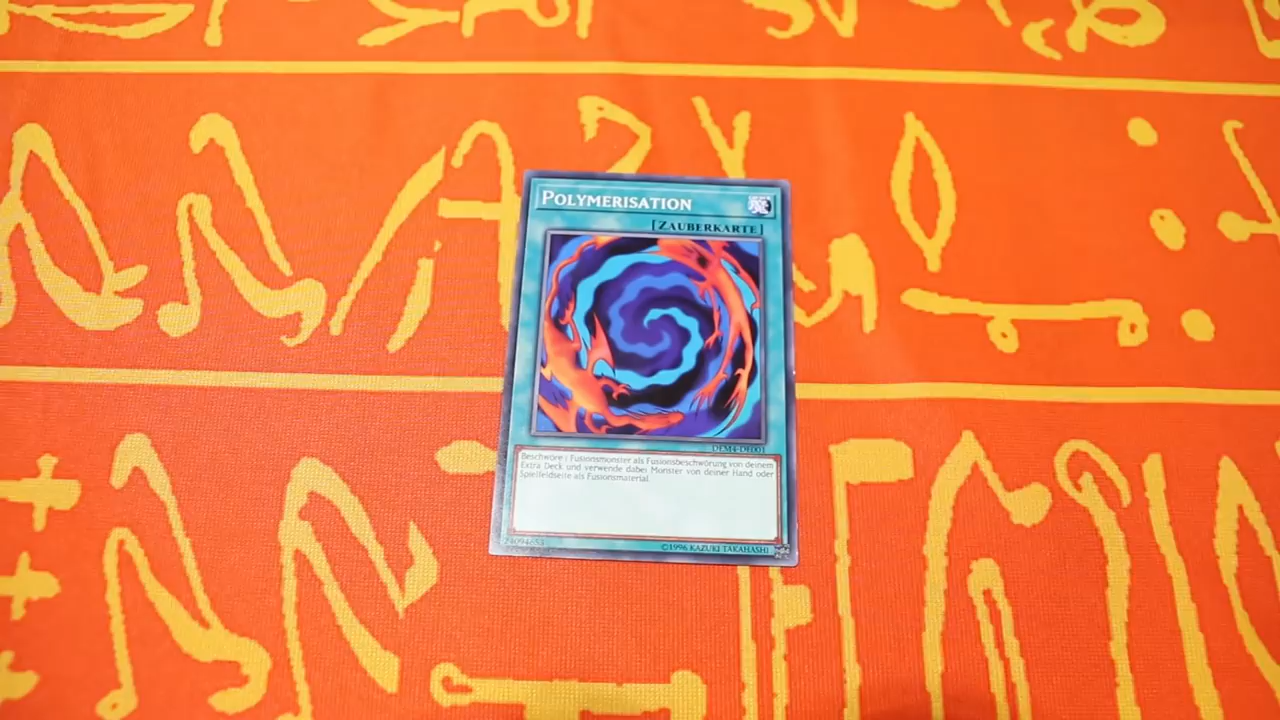 POLYMERISATION
[ZAUBERKARTE]
DEM4-DE001
Beschwöre 1 Fusionsmonster als Fusionsbeschwörung von deinem
Extra Deck und verwende dabei Monster von deiner Hand oder
Spielfeldseite als Fusionsmaterial.
24094653 ©1996 KAZUKI TAKAHASHI